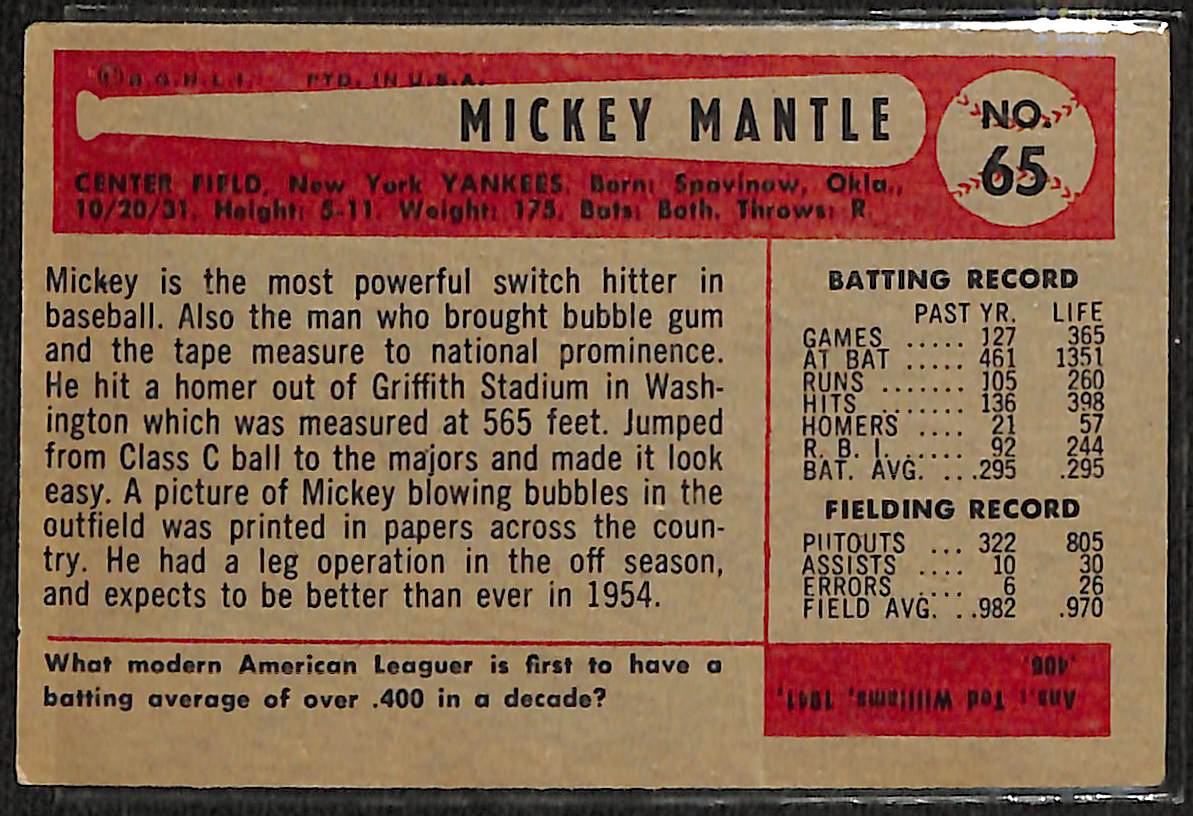 © B. G. H. L. I. PTD. IN U.S.A.
MICKEY MANTLE
NO.
65
CENTER FIELD, New York YANKEES. Born: Spavinaw, Okla.,
10/20/31. Height: 5-11. Weight: 175. Bats: Both. Throws: R
Mickey is the most powerful switch hitter in
baseball. Also the man who brought bubble gum
and the tape measure to national prominence.
He hit a homer out of Griffith Stadium in Wash-
ington which was measured at 565 feet. Jumped
from Class C ball to the majors and made it look
easy. A picture of Mickey blowing bubbles in the
outfield was printed in papers across the coun-
try. He had a leg operation in the off season,
and expects to be better than ever in 1954.
What modern American Leaguer is first to have a
batting average of over .400 in a decade?
BATTING RECORD
PAST YR. LIFE
GAMES ..... 127 365
AT BAT ..... 461 1351
RUNS ....... 105 260
HITS ........ 136 398
HOMERS .... 21 57
R. B. I. ...... 92 244
BAT. AVG. ...295 .295
FIELDING RECORD
PUTOUTS ... 322 805
ASSISTS .... 10 30
ERRORS ..... 6 26
FIELD AVG. ..982 .970
Ans.: Ted Williams, 1941,
.406.